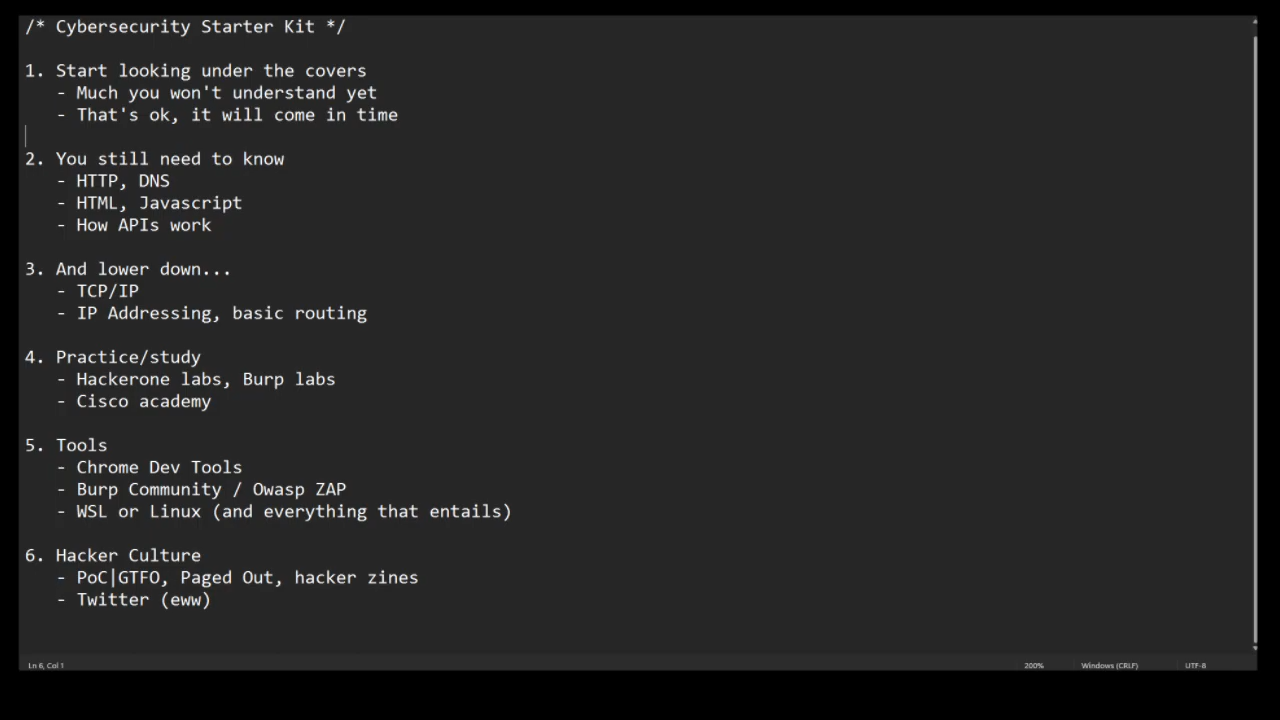 /* Cybersecurity Starter Kit */
1. Start looking under the covers
- Much you won't understand yet
- That's ok, it will come in time
2. You still need to know
- HTTP, DNS
- HTML, Javascript
- How APIs work
3. And lower down...
- TCP/IP
- IP Addressing, basic routing
4. Practice/study
- Hackerone labs, Burp labs
- Cisco academy
5. Tools
- Chrome Dev Tools
- Burp Community / Owasp ZAP
- WSL or Linux (and everything that entails)
6. Hacker Culture
- PoC|GTFO, Paged Out, hacker zines
- Twitter (eww)
Ln 6, Col 1 200% Windows (CRLF) UTF-8